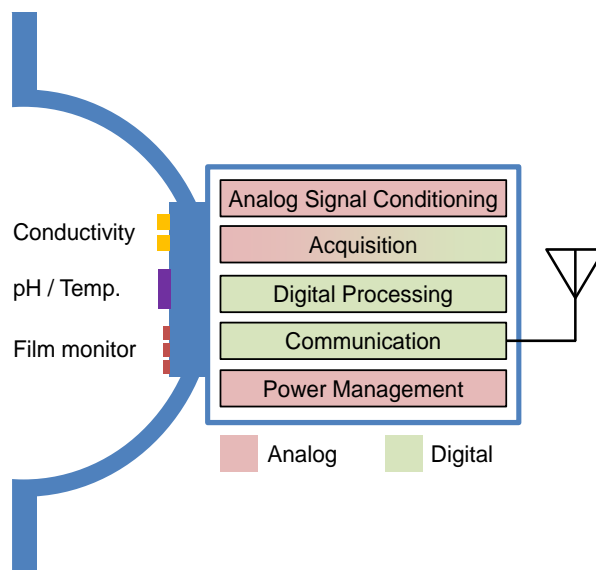 Analog Signal Conditioning
Conductivity
Acquisition
pH / Temp.
Digital Processing
Film monitor
Communication
Power Management
Analog
Digital